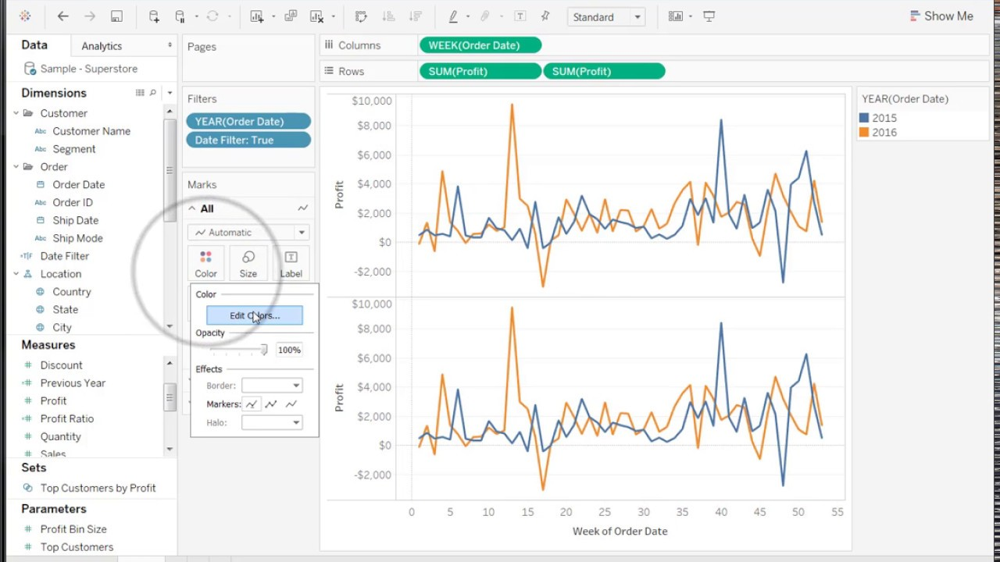 Standard
Show Me
Data
Analytics
Sample - Superstore
Dimensions
Customer
Abc Customer Name
Abc Segment
Order
Order Date
Abc Order ID
Ship Date
Abc Ship Mode
=T|F Date Filter
Location
Country
State
City
Measures
# Discount
=# Previous Year
# Profit
=# Profit Ratio
# Quantity
# Sales
Sets
Top Customers by Profit
Parameters
# Profit Bin Size
# Top Customers
Pages
Filters
YEAR(Order Date)
Date Filter: True
Marks
All
Automatic
Color
Size
Label
Color
Edit Colors...
Opacity
100%
Effects
Border:
Markers:
Halo:
Columns
WEEK(Order Date)
Rows
SUM(Profit)
SUM(Profit)
$10,000
$8,000
$6,000
$4,000
$2,000
$0
-$2,000
Profit
$10,000
$8,000
$6,000
$4,000
$2,000
$0
-$2,000
Profit
0 5 10 15 20 25 30 35 40 45 50 55
Week of Order Date
YEAR(Order Date)
2015
2016